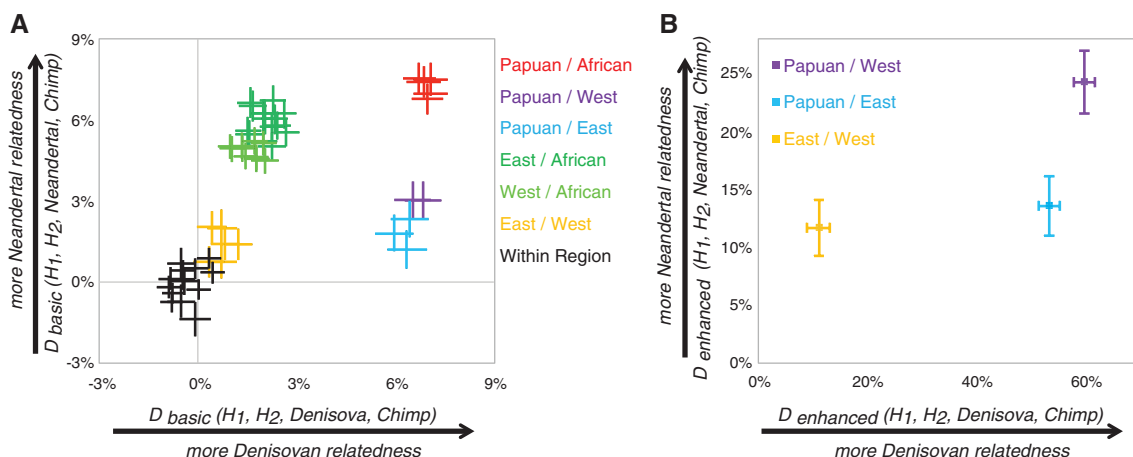 A
more Neandertal relatedness
D basic (H1, H2, Neandertal, Chimp)
9%
6%
3%
0%
-3%
-3%
0%
3%
6%
9%
D basic (H1, H2, Denisova, Chimp)
more Denisovan relatedness
Papuan / African
Papuan / West
Papuan / East
East / African
West / African
East / West
Within Region
B
more Neandertal relatedness
D enhanced (H1, H2, Neandertal, Chimp)
25%
20%
15%
10%
5%
0%
Papuan / West
Papuan / East
East / West
0%
20%
40%
60%
D enhanced (H1, H2, Denisova, Chimp)
more Denisovan relatedness